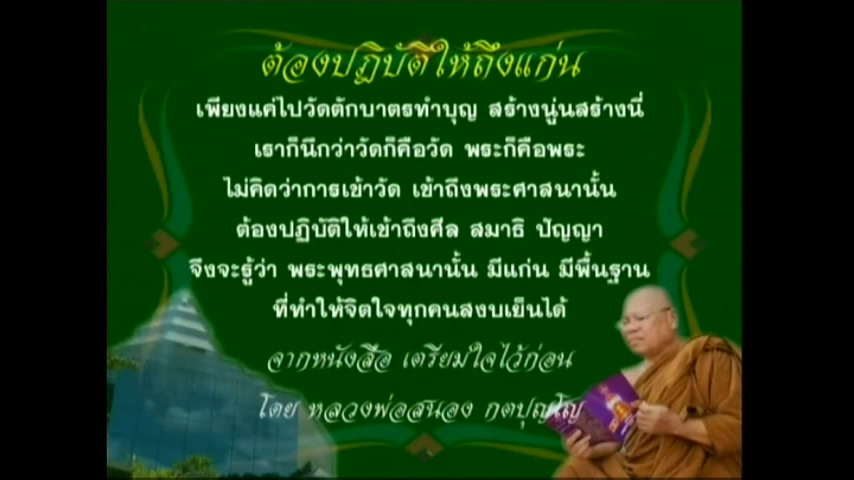 ต้องปฏิบัติให้ถึงแก่น
เพียงแค่ไปวัดตักบาตรทำบุญ สร้างนู่นสร้างนี่
เราก็นึกว่าวัดก็คือวัด พระก็คือพระ
ไม่คิดว่าการเข้าวัด เข้าถึงพระศาสนานั้น
ต้องปฏิบัติให้เข้าถึงศีล สมาธิ ปัญญา
จึงจะรู้ว่า พระพุทธศาสนานั้น มีแก่น มีพื้นฐาน
ที่ทำให้จิตใจทุกคนสงบเย็นได้
จากหนังสือ เตรียมใจไว้ก่อน
โดย หลวงพ่อสนอง กตปุญโญ